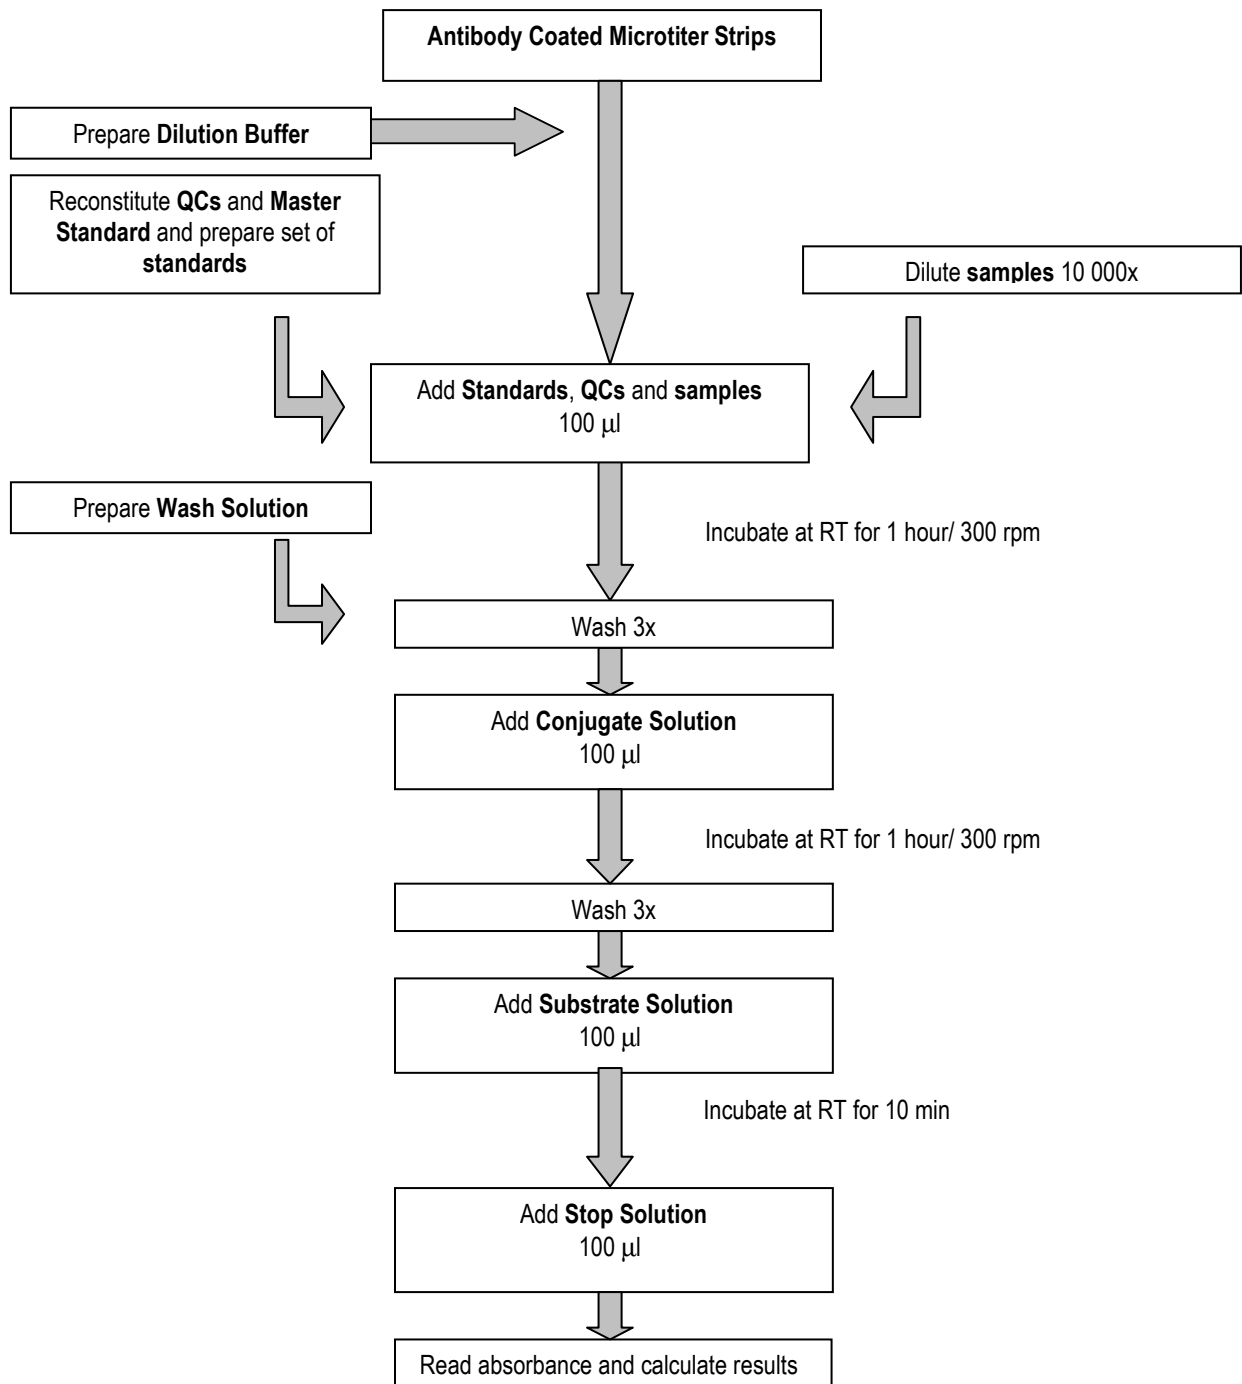 Antibody Coated Microtiter Strips
Prepare Dilution Buffer
Reconstitute QCs and Master
Standard and prepare set of
standards
Dilute samples 10 000x
Add Standards, QCs and samples
100 µl
Prepare Wash Solution
Incubate at RT for 1 hour/ 300 rpm
Wash 3x
Add Conjugate Solution
100 µl
Incubate at RT for 1 hour/ 300 rpm
Wash 3x
Add Substrate Solution
100 µl
Incubate at RT for 10 min
Add Stop Solution
100 µl
Read absorbance and calculate results